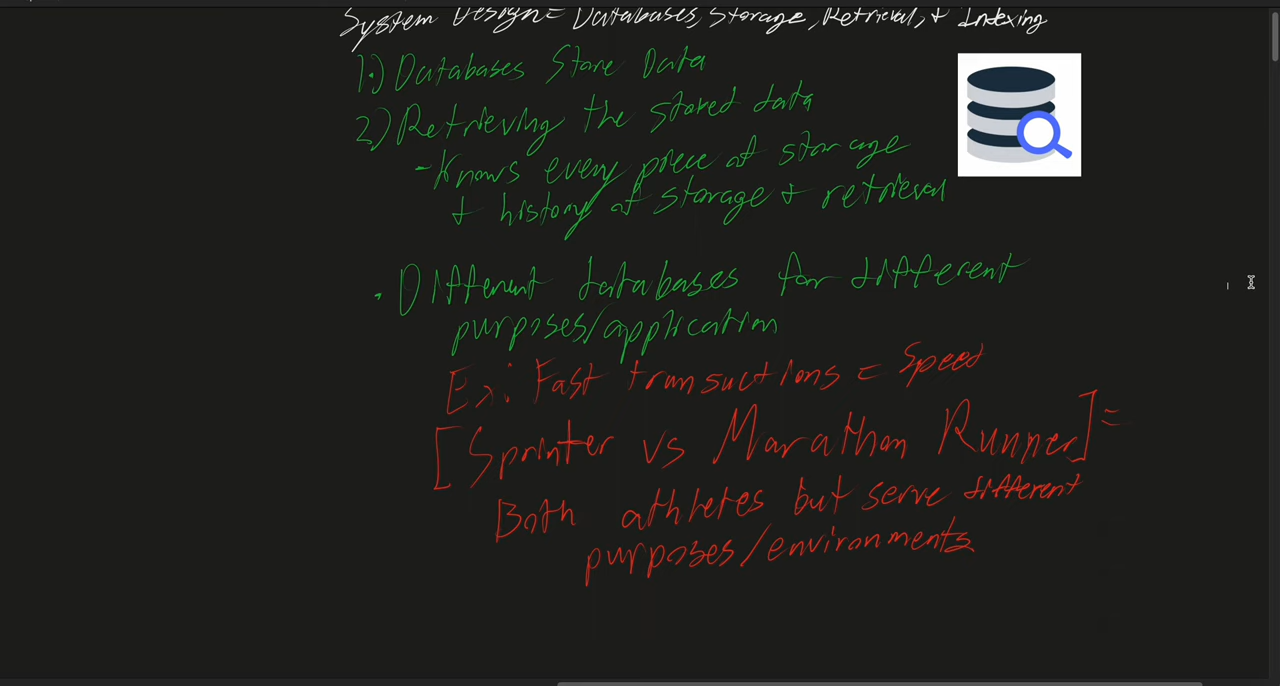 System Design = Databases, Storage, Retrieval, + Indexing
1.) Databases Store Data
2) Retrieving the stored data
- Knows every piece of storage
+ history of storage + retrieval
• Different databases for different
purposes/application
Ex: Fast transactions = Speed
[Sprinter vs Marathon Runner] =
Both athletes but serve different
purposes/environments